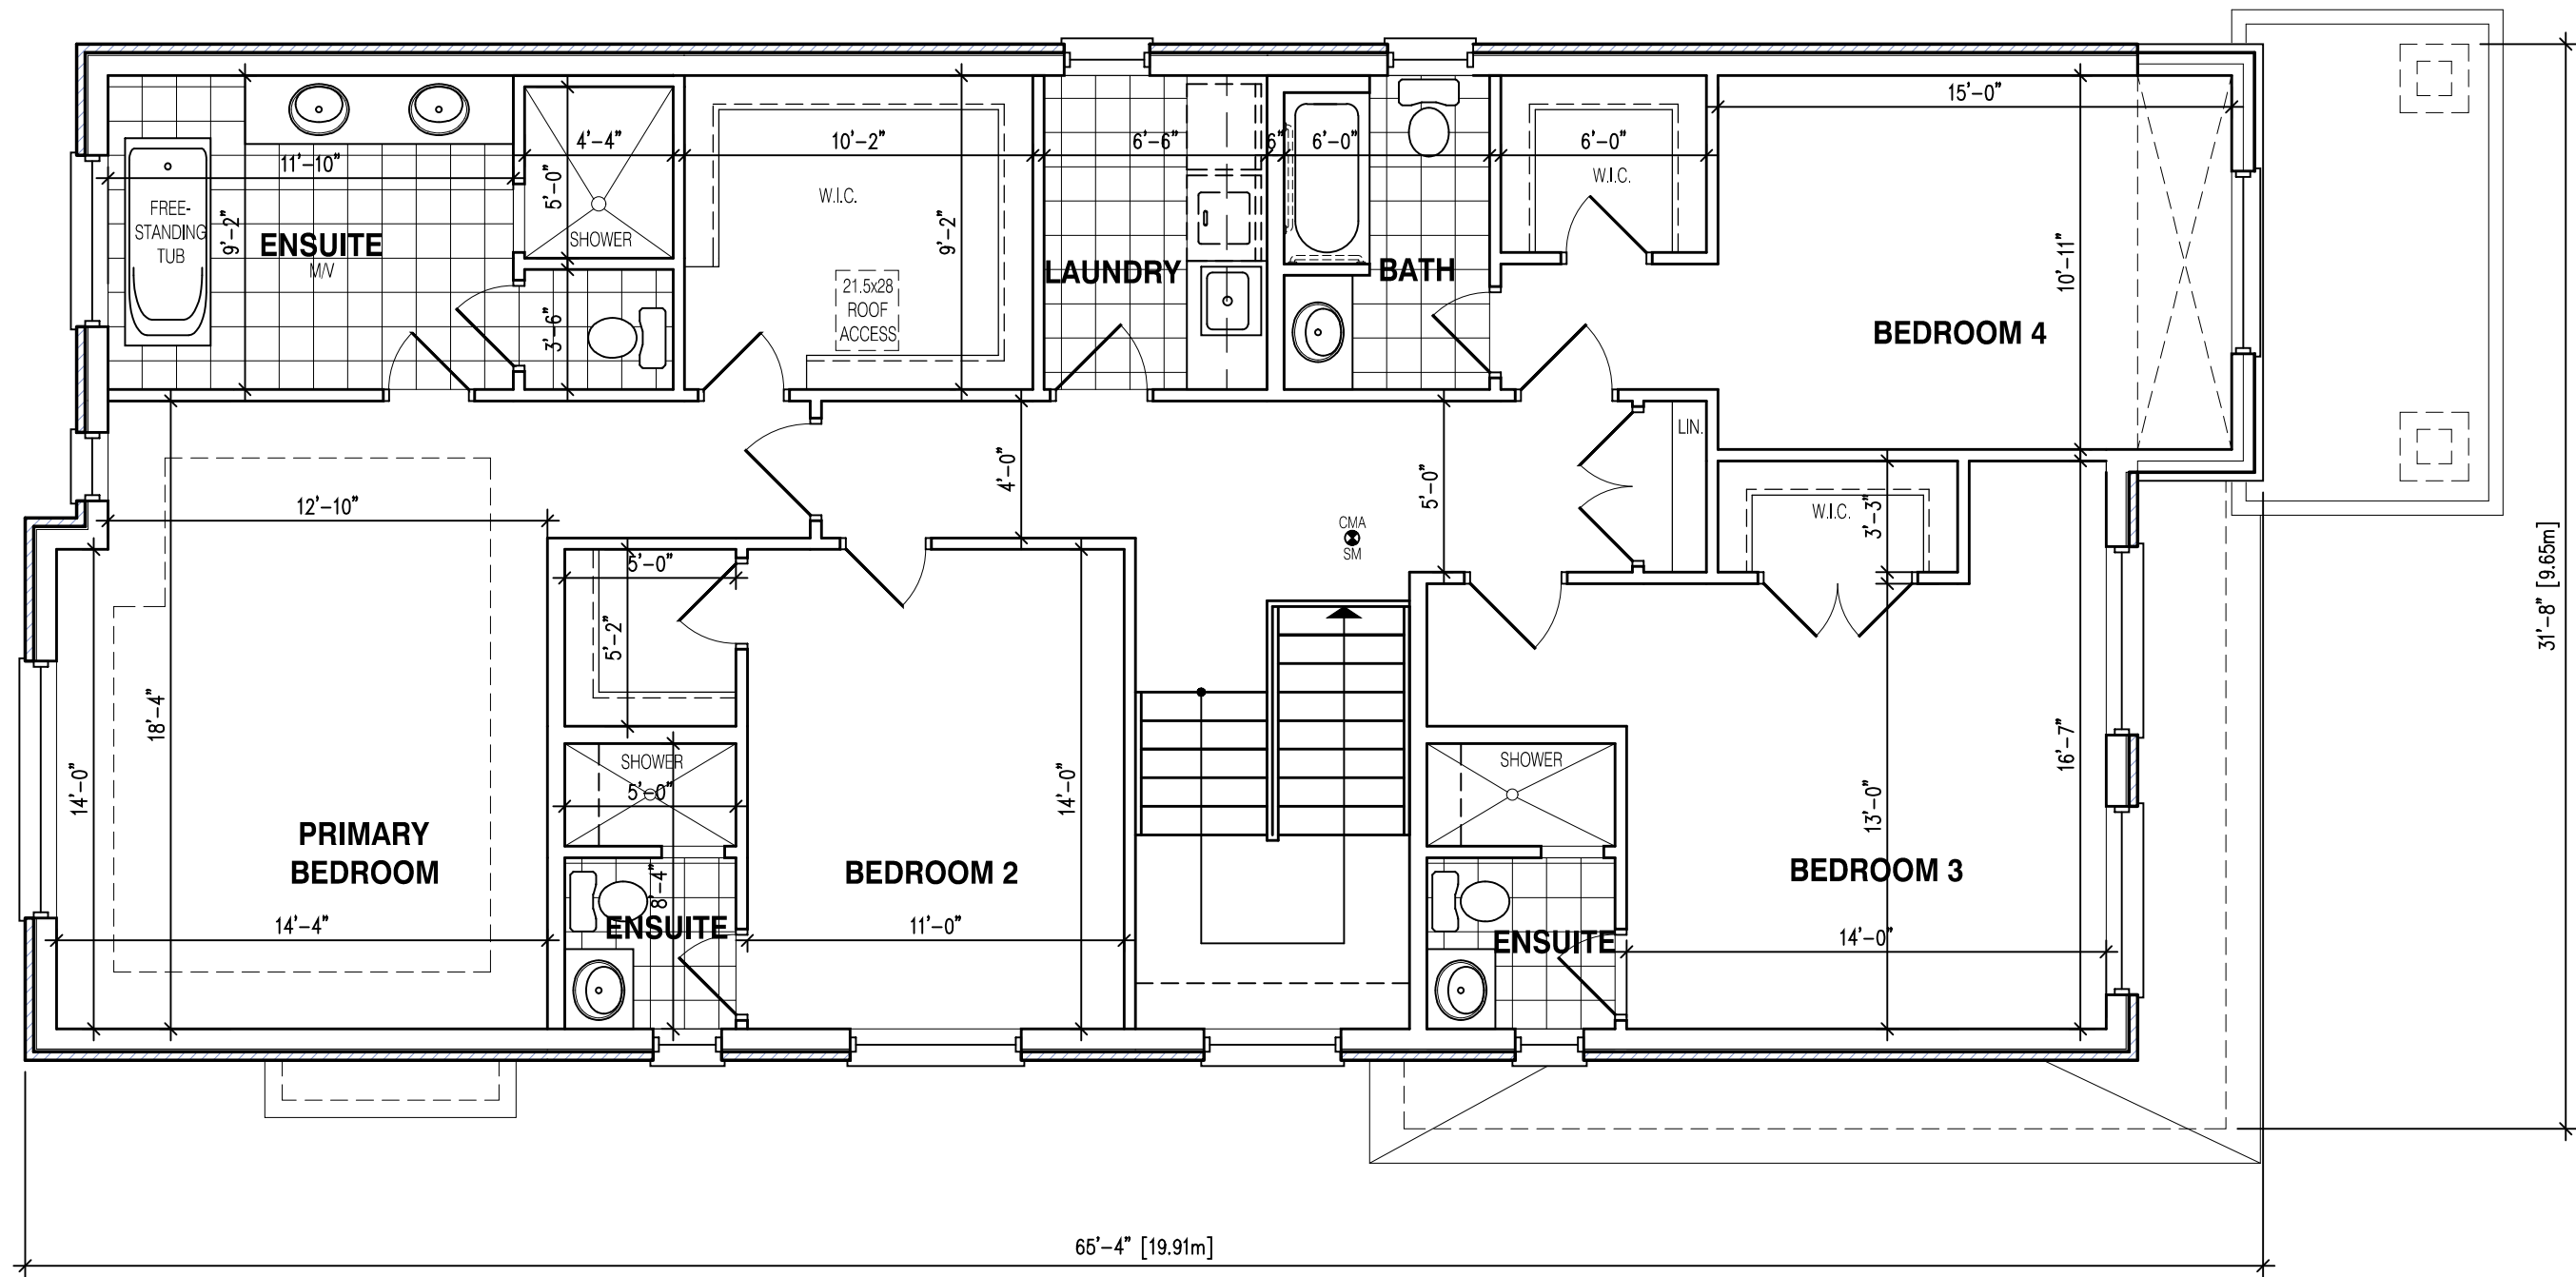 15'-0"
4'-4"
10'-2"
6'-6"
6"
6'-0"
6'-0"
11'-10"
5'-0"
W.I.C.
W.I.C.
FREE-
STANDING
TUB
9'-2"
ENSUITE
M/V
SHOWER
9'-2"
LAUNDRY
BATH
10'-11"
21.5x28
ROOF
ACCESS
3'-6"
BEDROOM 4
LIN.
12'-10"
4'-0"
5'-0"
CMA
SM
W.I.C.
3'-3"
31'-8" [9.65m]
5'-0"
5'-2"
18'-4"
14'-0"
SHOWER
5'-0"
14'-0"
SHOWER
13'-0"
16'-7"
PRIMARY
BEDROOM
14'-4"
8'-4"
ENSUITE
BEDROOM 2
11'-0"
ENSUITE
BEDROOM 3
14'-0"
65'-4" [19.91m]